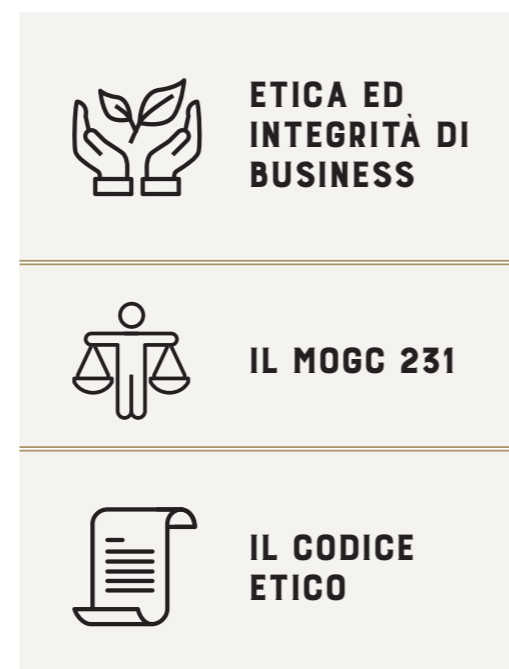 ETICA ED
INTEGRITÀ DI
BUSINESS
IL MOGC 231
IL CODICE
ETICO